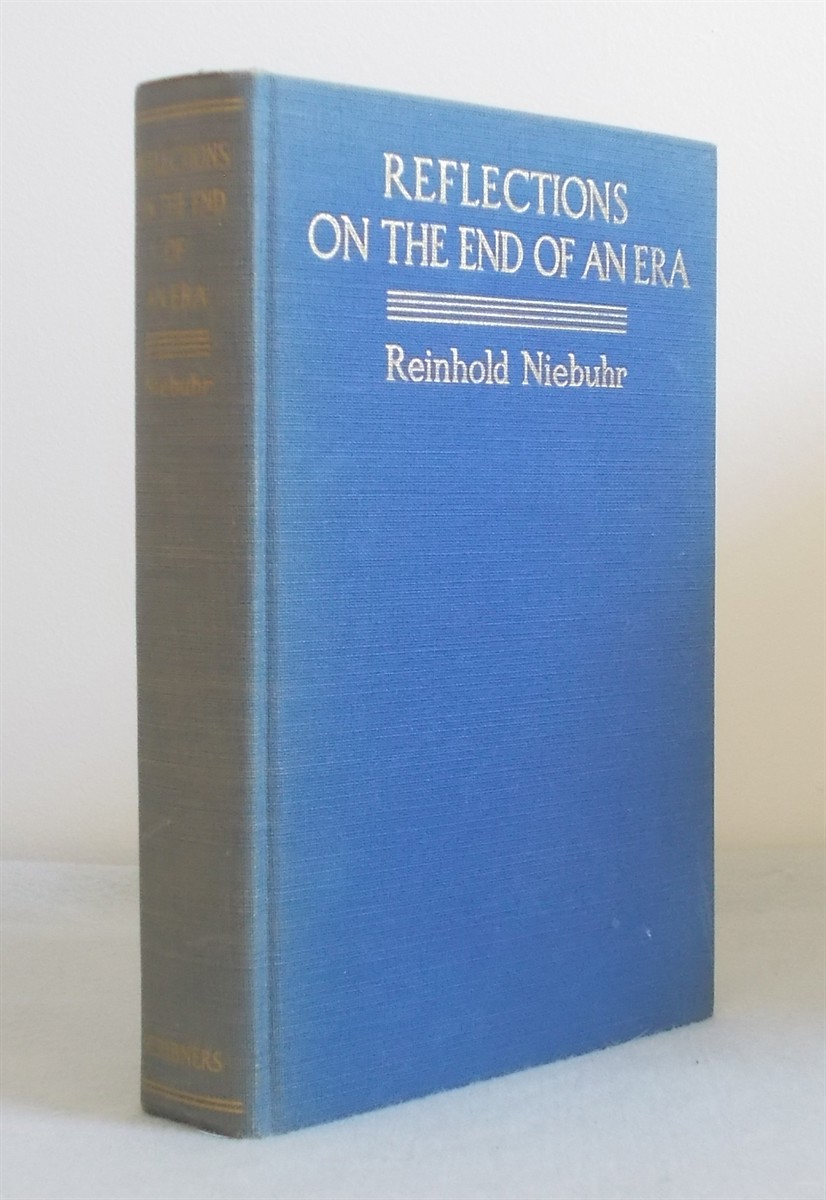 REFLECTIONS
ON THE END OF AN ERA
Reinhold Niebuhr
REFLECTIONS
ON THE END
OF
AN ERA
Niebuhr
SCRIBNERS